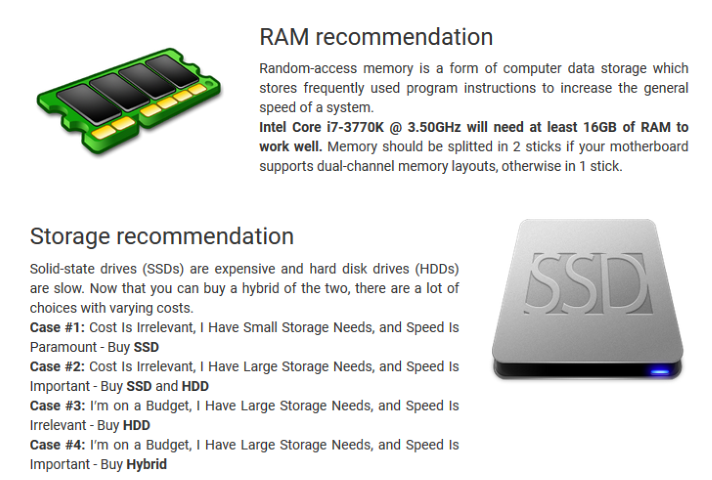 RAM recommendation
Random-access memory is a form of computer data storage which
stores frequently used program instructions to increase the general
speed of a system.
Intel Core i7-3770K @ 3.50GHz will need at least 16GB of RAM to
work well. Memory should be splitted in 2 sticks if your motherboard
supports dual-channel memory layouts, otherwise in 1 stick.
Storage recommendation
Solid-state drives (SSDs) are expensive and hard disk drives (HDDs)
are slow. Now that you can buy a hybrid of the two, there are a lot of
choices with varying costs.
Case #1: Cost Is Irrelevant, I Have Small Storage Needs, and Speed Is
Paramount - Buy SSD
Case #2: Cost Is Irrelevant, I Have Large Storage Needs, and Speed Is
Important - Buy SSD and HDD
Case #3: I'm on a Budget, I Have Large Storage Needs, and Speed Is
Irrelevant - Buy HDD
Case #4: I'm on a Budget, I Have Large Storage Needs, and Speed Is
Important - Buy Hybrid
SSD